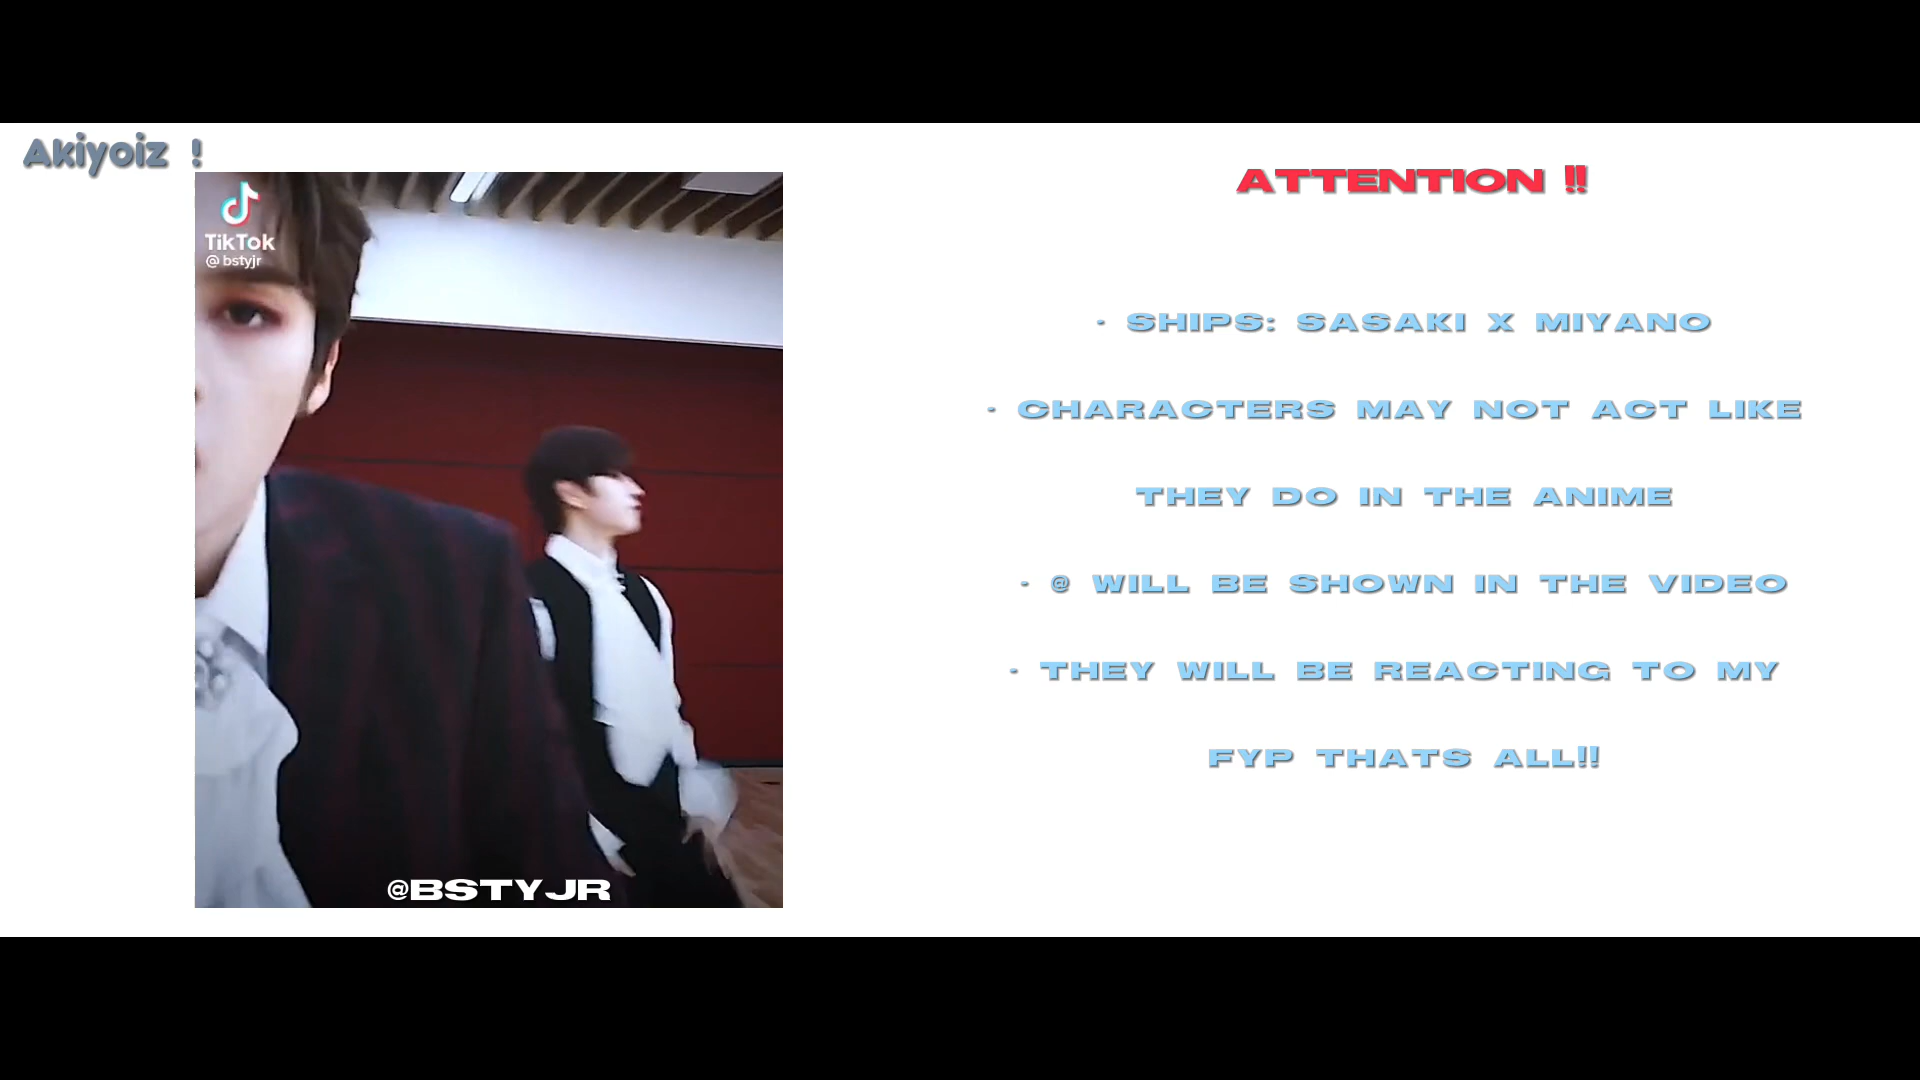 Akiyoiz !
TikTok
@ bstyjr
@BSTYJR
ATTENTION !!
- SHIPS: SASAKI X MIYANO
- CHARACTERS MAY NOT ACT LIKE
THEY DO IN THE ANIME
- @ WILL BE SHOWN IN THE VIDEO
- THEY WILL BE REACTING TO MY
FYP THATS ALL!!